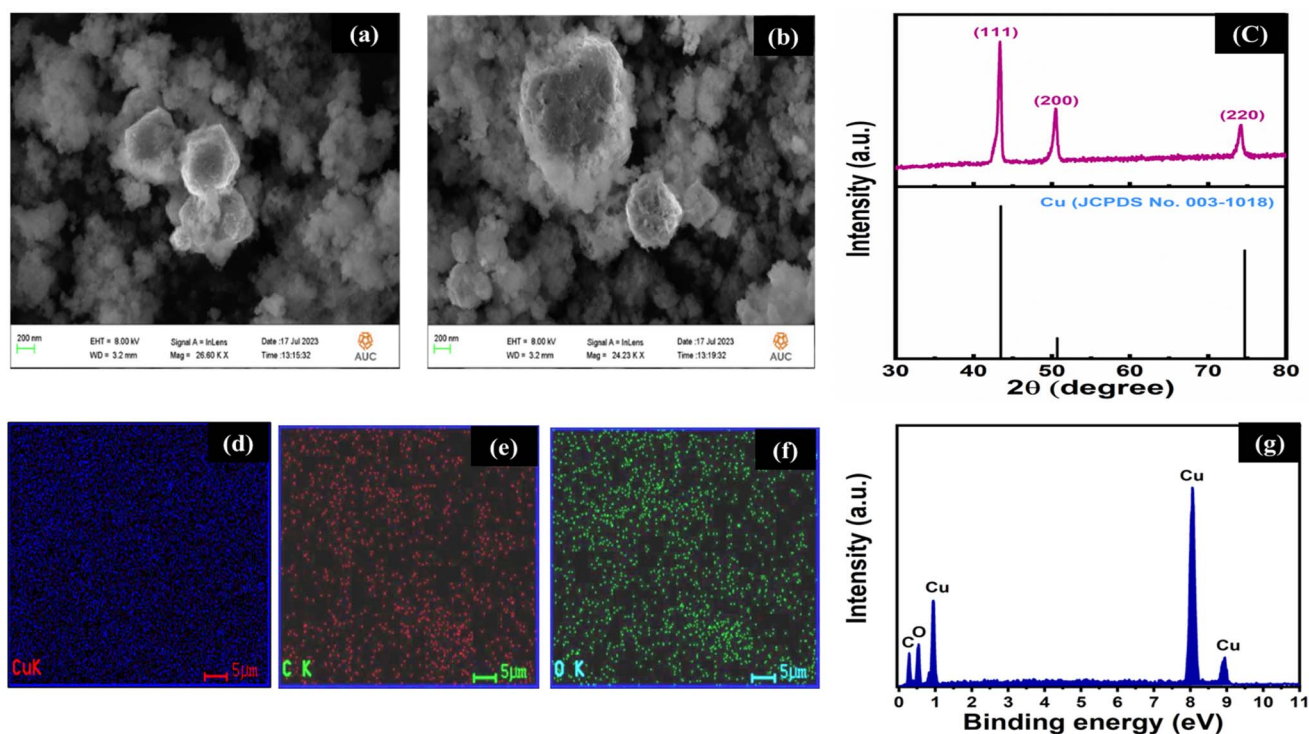 (a)
200 nm
EHT = 8.00 kV
Signal A = InLens
Date :17 Jul 2023
WD = 3.2 mm
Mag = 26.60 K X
Time :13:15:32
AUC
(b)
200 nm
EHT = 8.00 kV
Signal A = InLens
Date :17 Jul 2023
WD = 3.2 mm
Mag = 24.23 K X
Time :13:19:32
AUC
(C)
(111)
(200)
(220)
Cu (JCPDS No. 003-1018)
Intensity (a.u.)
30 40 50 60 70 80
2θ (degree)
(d)
CuK
5µm
(e)
C K
5µm
(f)
O K
5µm
(g)
Cu
Cu
Cu
C
O
Intensity (a.u.)
0 1 2 3 4 5 6 7 8 9 10 11
Binding energy (eV)